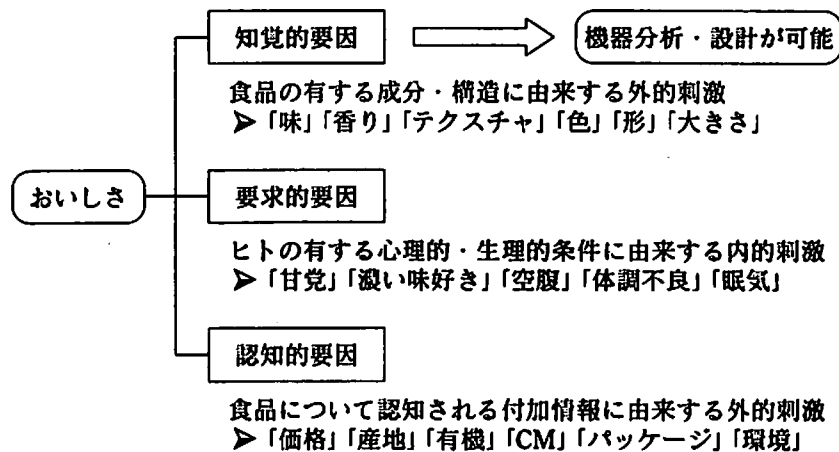 知覚的要因
機器分析・設計が可能
食品の有する成分・構造に由来する外的刺激
➤「味」「香り」「テクスチャ」「色」「形」「大きさ」
おいしさ
要求的要因
ヒトの有する心理的・生理的条件に由来する内的刺激
➤「甘党」「濃い味好き」「空腹」「体調不良」「眠気」
認知的要因
食品について認知される付加情報に由来する外的刺激
➤「価格」「産地」「有機」「CM」「パッケージ」「環境」